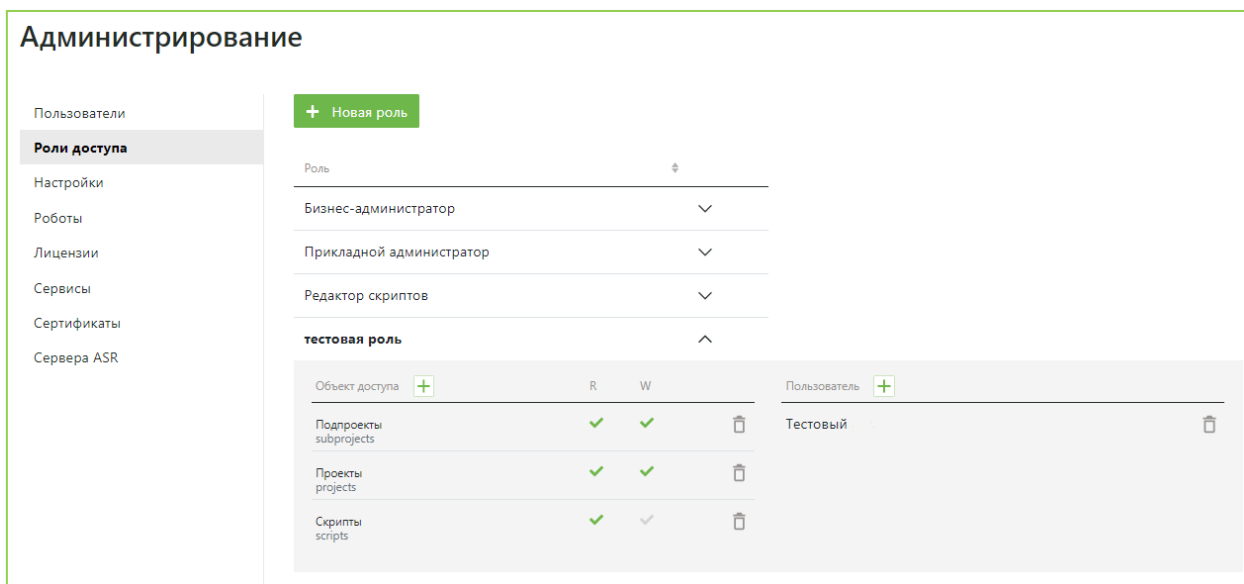 Администрирование
Пользователи
Роли доступа
Настройки
Роботы
Лицензии
Сервисы
Сертификаты
Сервера ASR
+ Новая роль
Роль
Бизнес-администратор
Прикладной администратор
Редактор скриптов
тестовая роль
Объект доступа + R W
Подпроекты
subprojects
Проекты
projects
Скрипты
scripts
Пользователь +
Тестовый